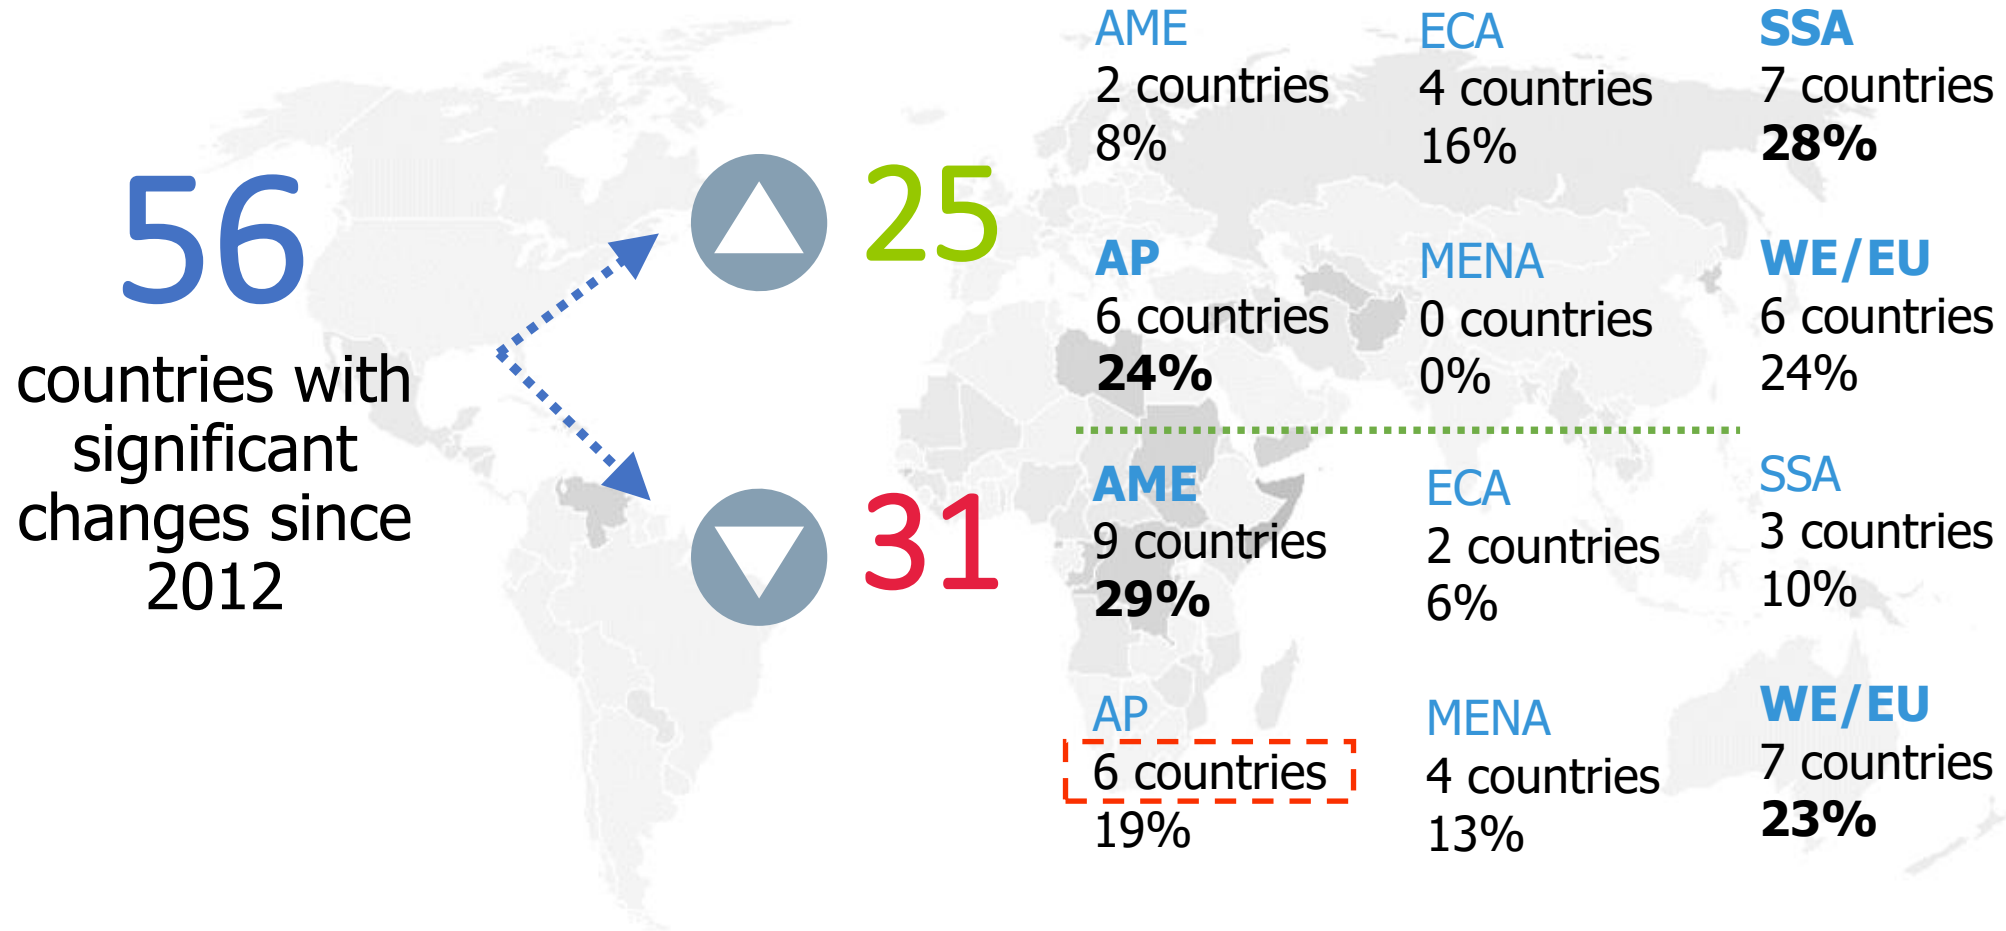 56
countries with
significant
changes since
2012
25
AME
2 countries
8%
ECA
4 countries
16%
SSA
7 countries
28%
AP
6 countries
24%
MENA
0 countries
0%
WE/EU
6 countries
24%
31
AME
9 countries
29%
ECA
2 countries
6%
SSA
3 countries
10%
AP
6 countries
19%
MENA
4 countries
13%
WE/EU
7 countries
23%